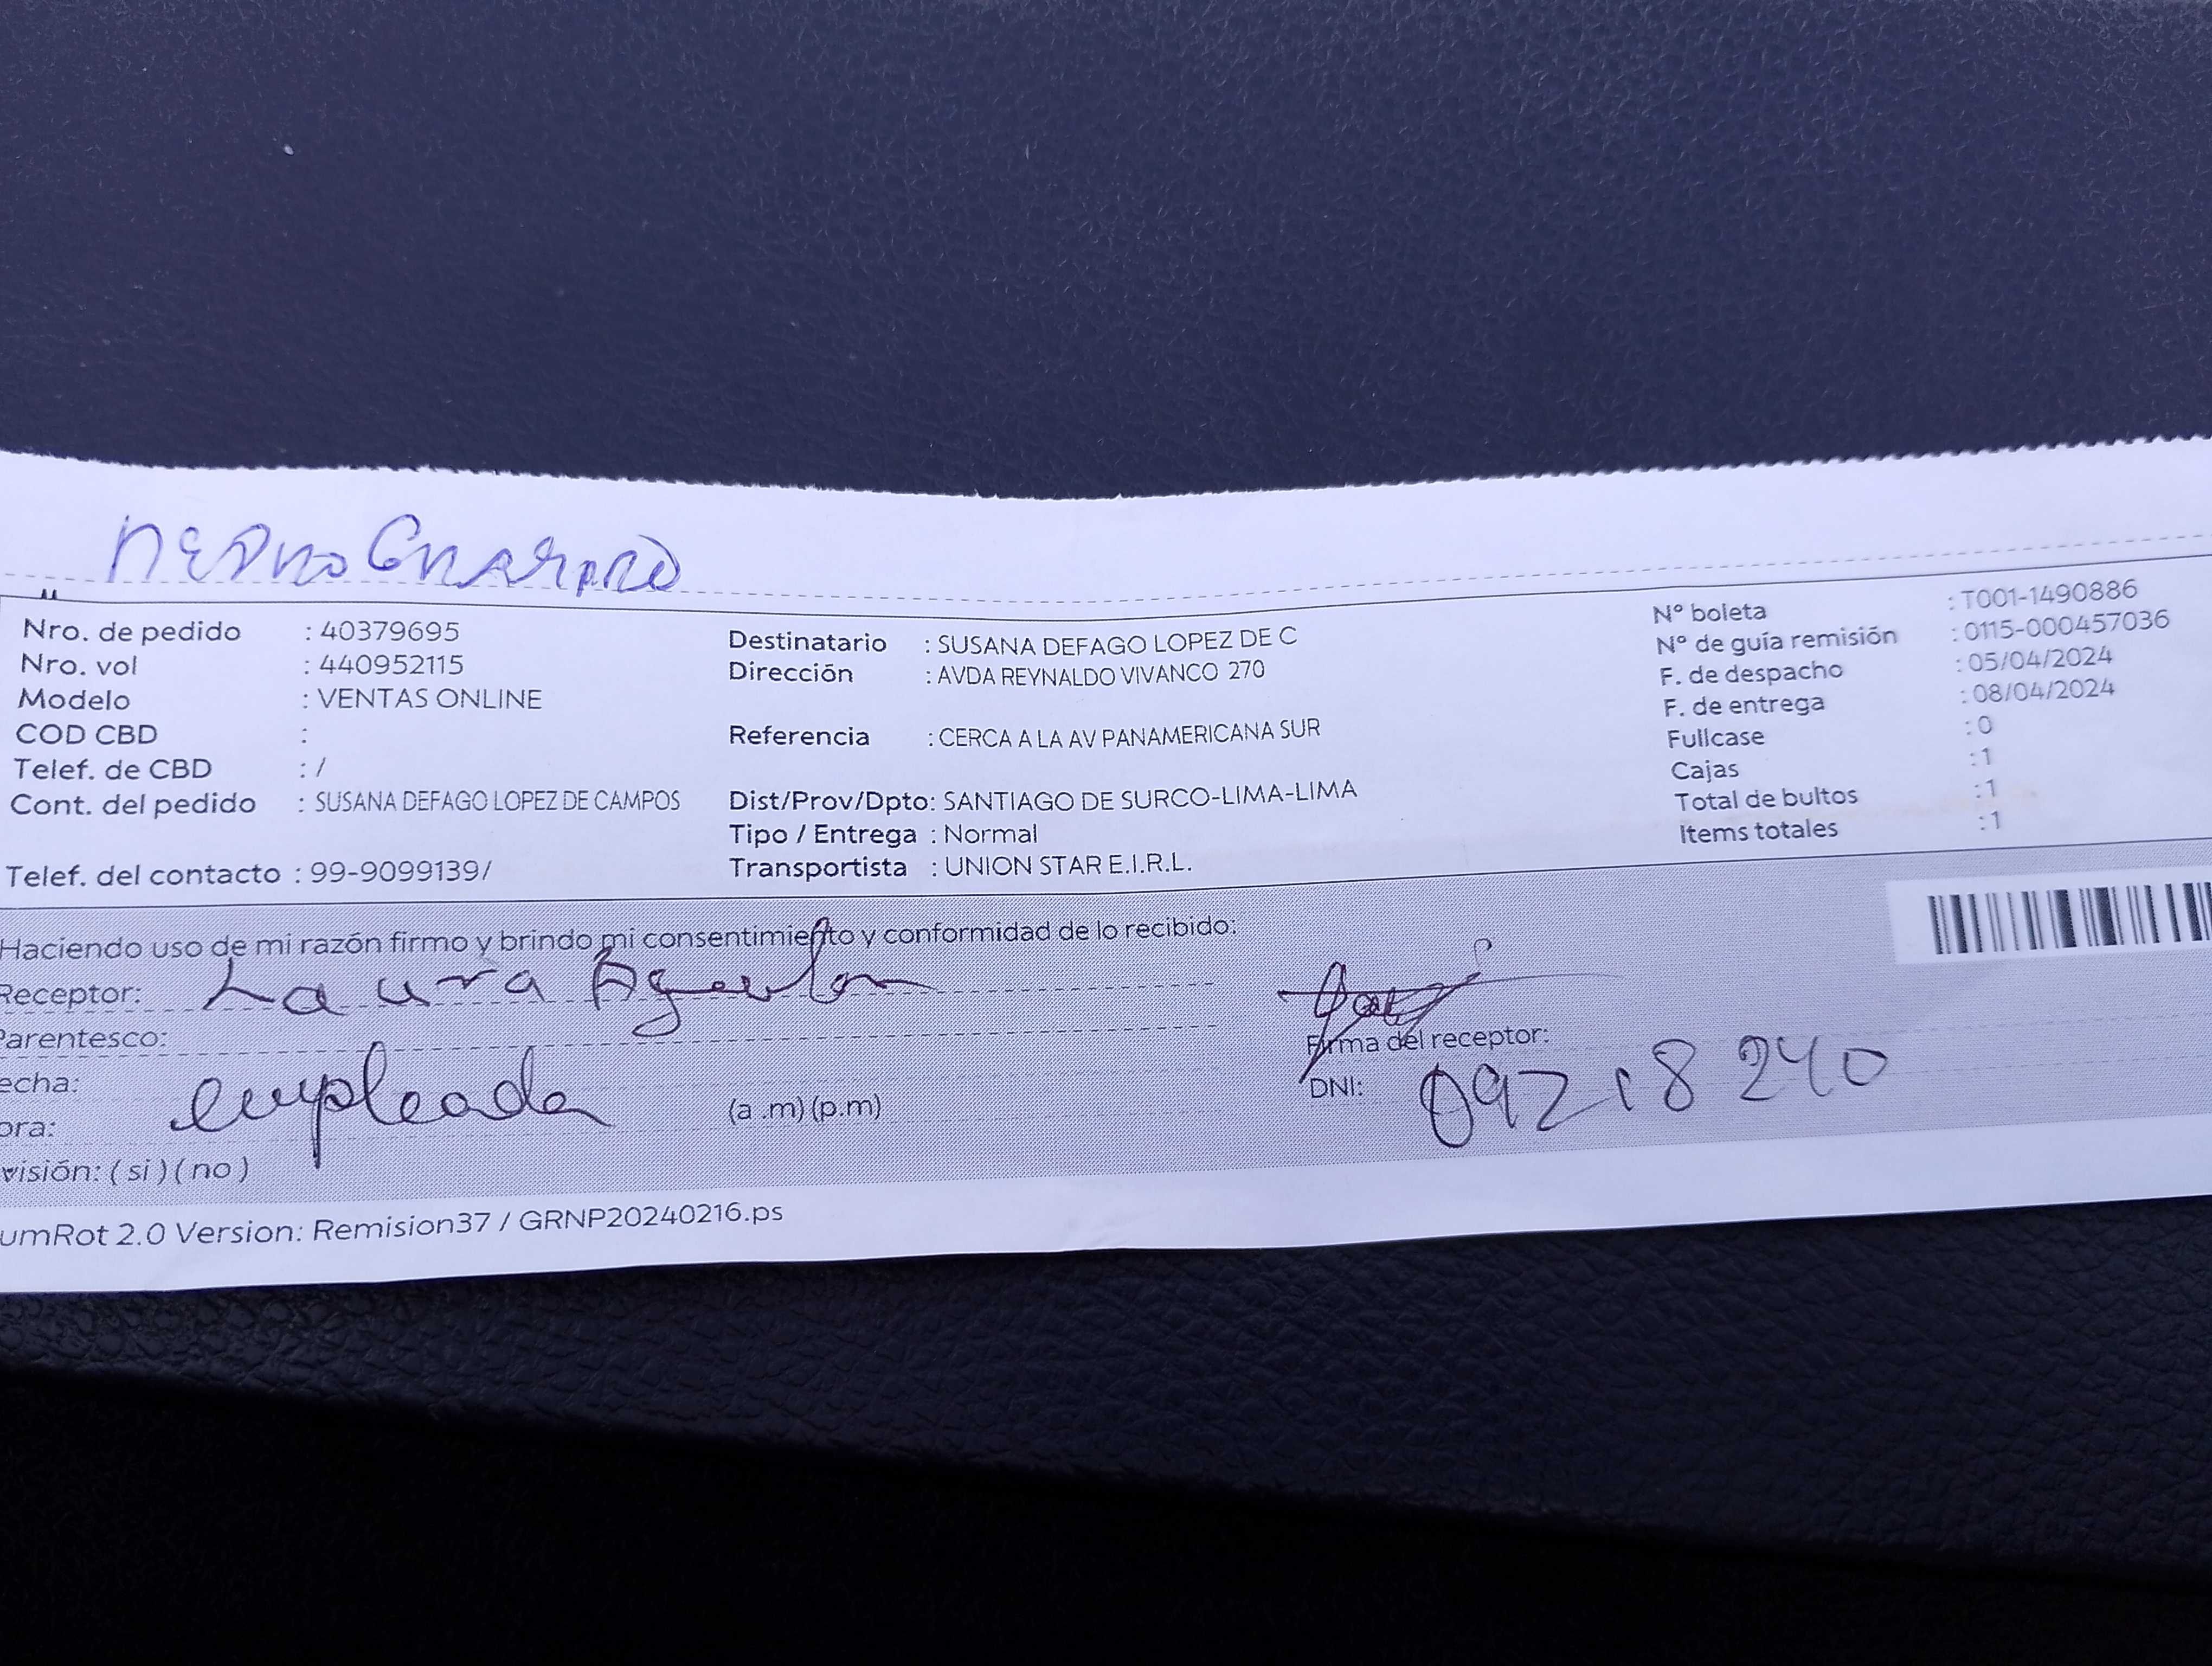 Nro. de pedido : 40379695
Nro. vol : 440952115
Modelo : VENTAS ONLINE
COD CBD :
Telef. de CBD : /
Cont. del pedido : SUSANA DEFAGO LOPEZ DE CAMPOS
Telef. del contacto : 99-9099139/
Destinatario : SUSANA DEFAGO LOPEZ DE C
Dirección : AVDA REYNALDO VIVANCO 270
Referencia : CERCA A LA AV PANAMERICANA SUR
Dist/Prov/Dpto: SANTIAGO DE SURCO-LIMA-LIMA
Tipo / Entrega : Normal
Transportista : UNION STAR E.I.R.L.
N° boleta : T001-1490886
N° de guía remisión : 0115-000457036
F. de despacho : 05/04/2024
F. de entrega : 08/04/2024
Fullcase : 0
Cajas : 1
Total de bultos : 1
Items totales : 1
Haciendo uso de mi razón firmo y brindo mi consentimiento y conformidad de lo recibido:
Receptor: Laura
Parentesco:
empleada
echa:
ora: (a .m) (p.m)
visión: ( si ) ( no )
Firma del receptor:
DNI: 09218240
umRot 2.0 Version: Remision37 / GRNP20240216.ps